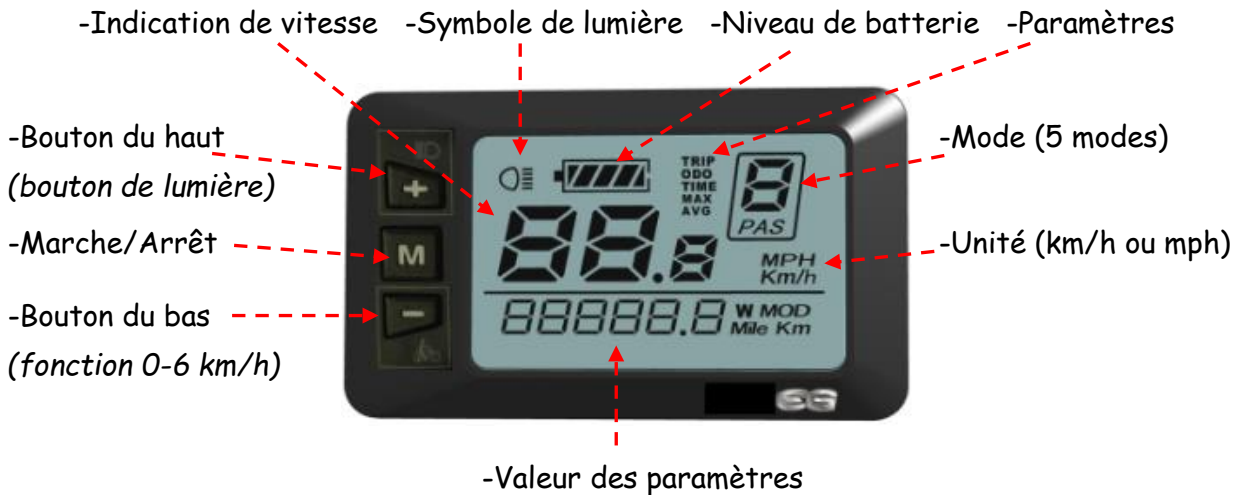 -Indication de vitesse -Symbole de lumière -Niveau de batterie -Paramètres
-Bouton du haut
(bouton de lumière)
-Marche/Arrêt
-Bouton du bas
(fonction 0-6 km/h)
+
M
-
TRIP
ODO
TIME
MAX
AVG
8
PAS
88.8
MPH
Km/h
88888.8 W MOD
Mile Km
-Mode (5 modes)
-Unité (km/h ou mph)
-Valeur des paramètres